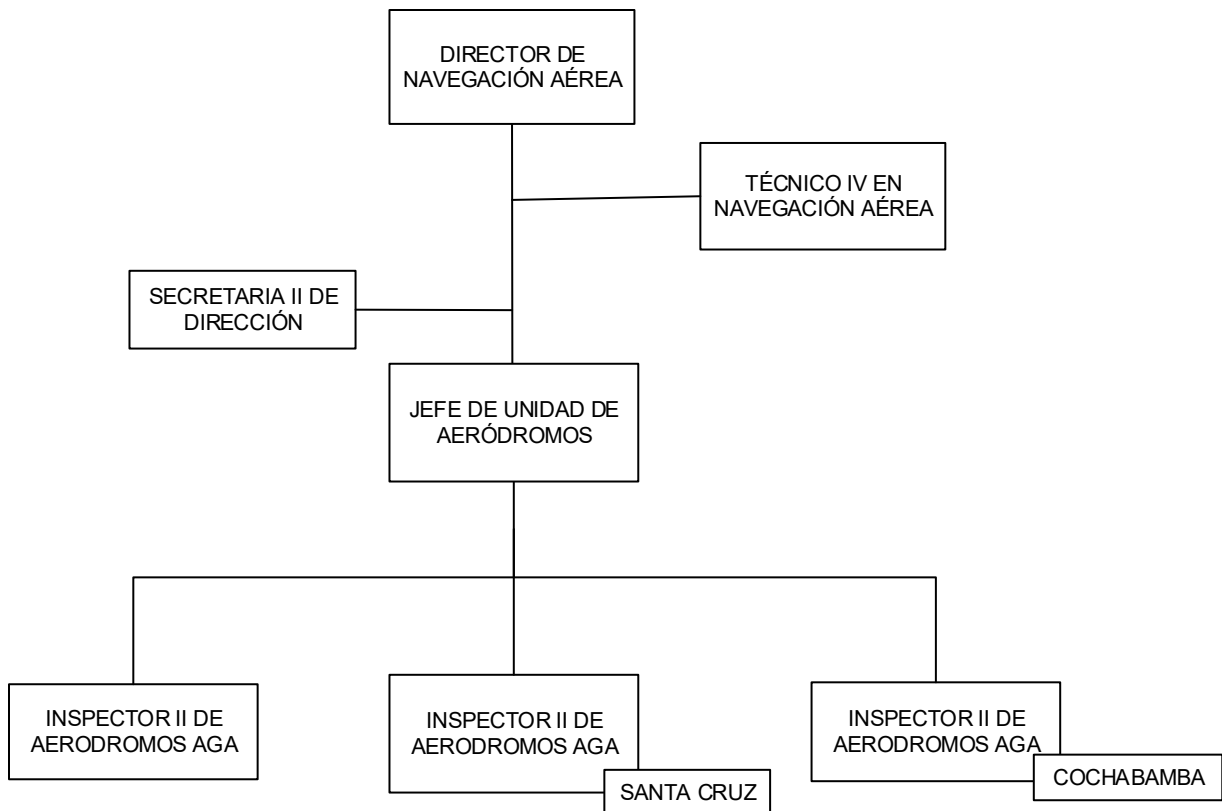 DIRECTOR DE
NAVEGACIÓN AÉREA
TÉCNICO IV EN
NAVEGACIÓN AÉREA
SECRETARIA II DE
DIRECCIÓN
JEFE DE UNIDAD DE
AERÓDROMOS
INSPECTOR II DE
AERODROMOS AGA
INSPECTOR II DE
AERODROMOS AGA
SANTA CRUZ
INSPECTOR II DE
AERODROMOS AGA
COCHABAMBA